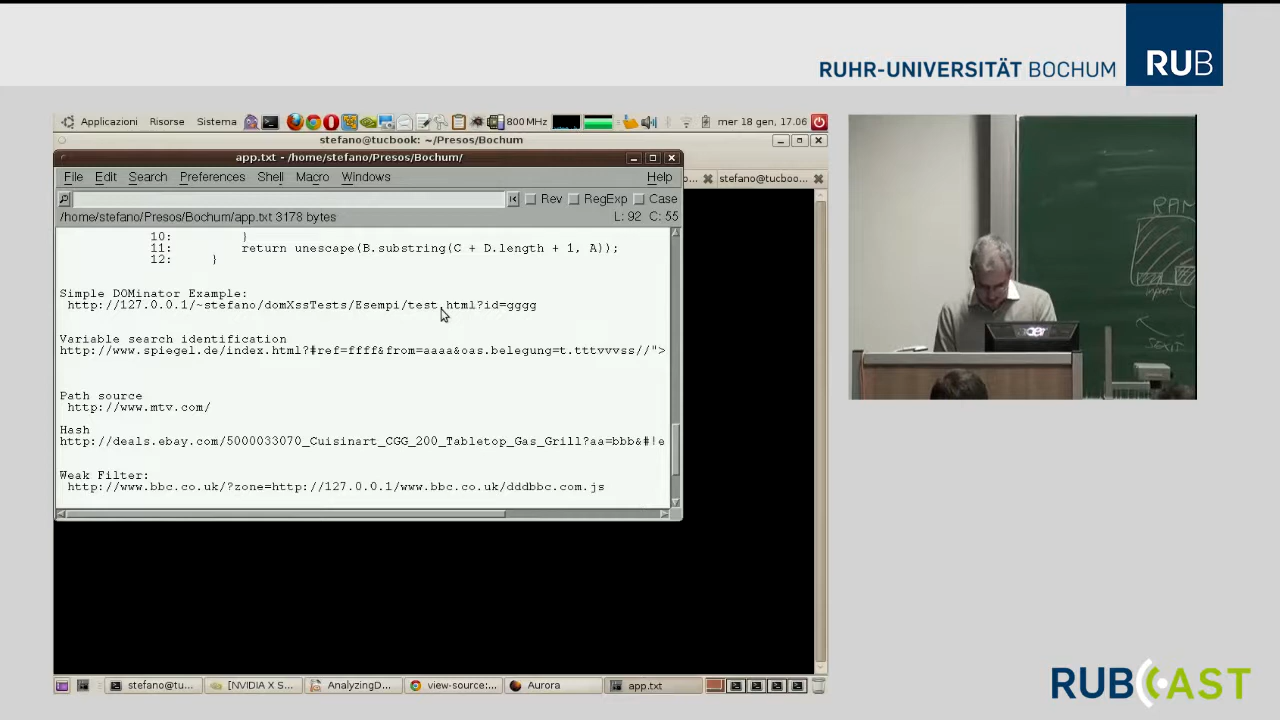 RUHR-UNIVERSITÄT BOCHUM
RUB
Applicazioni Risorse Sistema 800 MHz mer 18 gen, 17.06
stefano@tucbook: ~/Presos/Bochum
app.txt - /home/stefano/Presos/Bochum/
File Edit Search Preferences Shell Macro Windows Help
o... stefano@tucboo...
Rev RegExp Case
/home/stefano/Presos/Bochum/app.txt 3178 bytes L: 92 C: 55
10: }
11: return unescape(B.substring(C + D.length + 1, A));
12: }
Simple DOMinator Example:
http://127.0.0.1/~stefano/domXssTests/Esempi/test.html?id=gggg
Variable search identification
http://www.spiegel.de/index.html?#ref=ffff&from=aaaaoas.belegung=t.tttvvvss//">
Path source
http://www.mtv.com/
Hash
http://deals.ebay.com/5000033070_Cuisinart_CGG_200_Tabletop_Gas_Grill?aa=bbb&#!e
Weak Filter:
http://www.bbc.co.uk/?zone=http://127.0.0.1/www.bbc.co.uk/dddbbc.com.js
stefano@tu... [NVIDIA X S... AnalyzingD... view-source:... Aurora app.txt
RAM
acer
RUBCAST